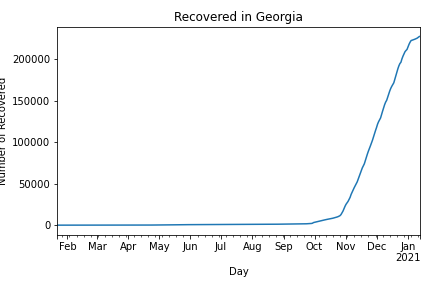 Recovered in Georgia
Number of Recovered
200000
150000
100000
50000
0
Feb Mar Apr May Jun Jul Aug Sep Oct Nov Dec Jan
2021
Day